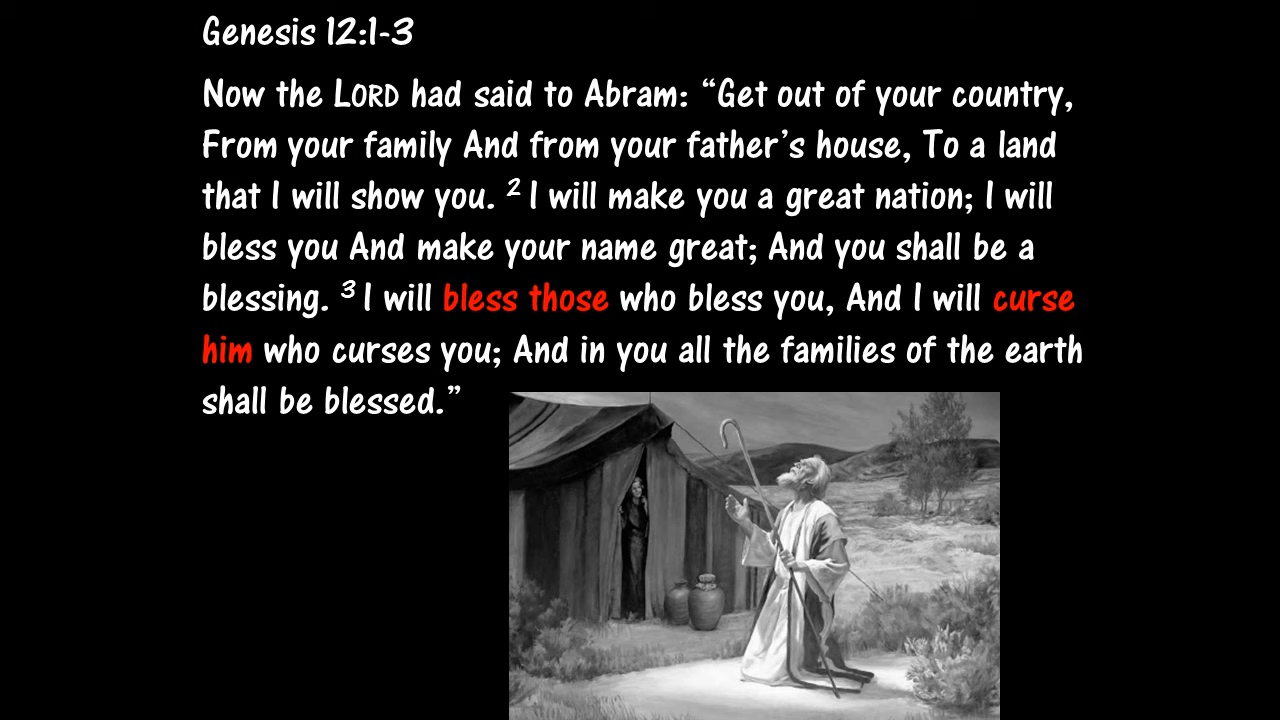 Genesis 12:1-3
Now the LORD had said to Abram: “Get out of your country,
From your family And from your father’s house, To a land
that I will show you. 2 I will make you a great nation; I will
bless you And make your name great; And you shall be a
blessing. 3 I will bless those who bless you, And I will curse
him who curses you; And in you all the families of the earth
shall be blessed.”